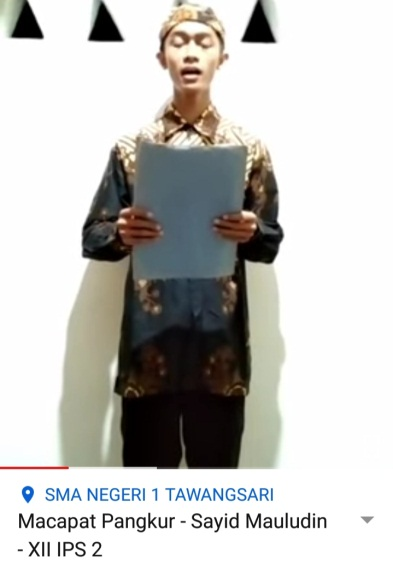 SMA NEGERI 1 TAWANGSARI
Macapat Pangkur - Sayid Mauludin
- XII IPS 2